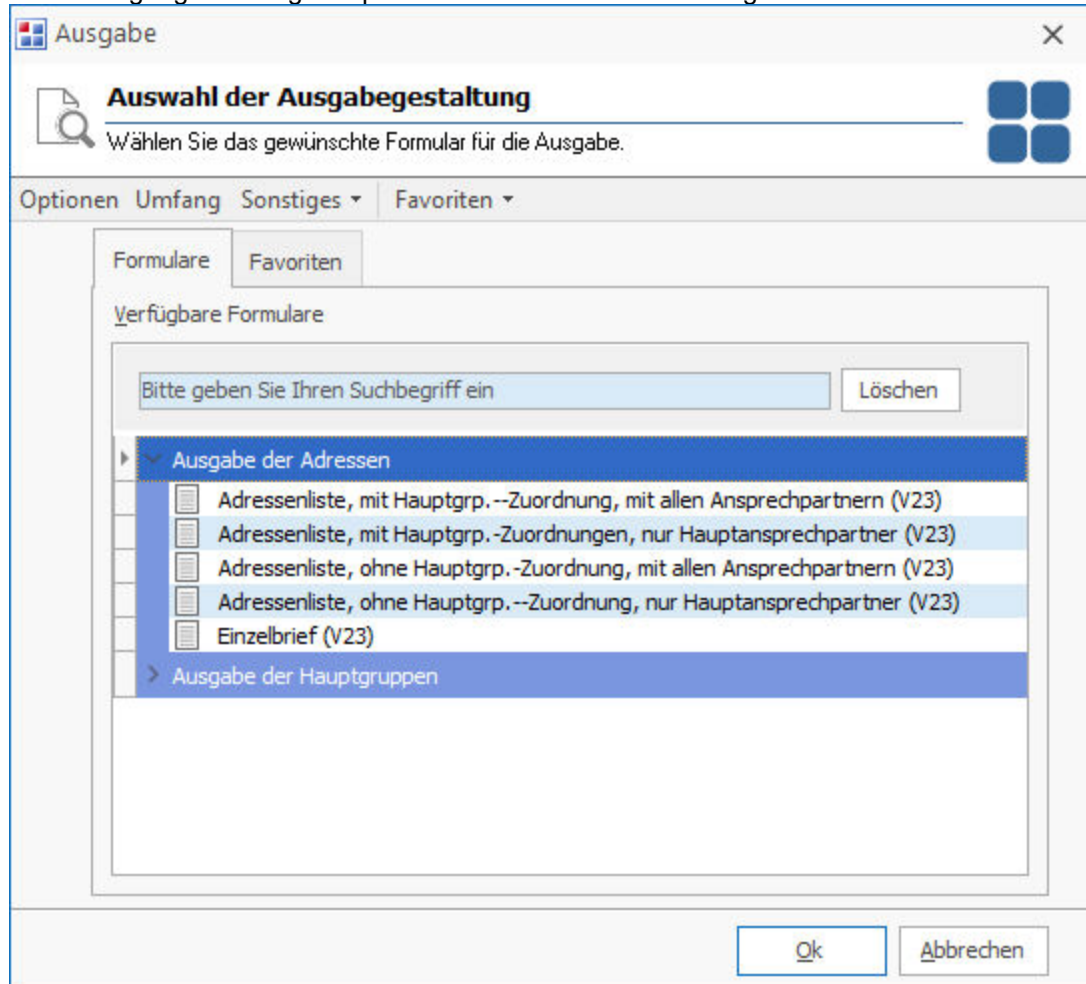 Ausgabe
Auswahl der Ausgabegestaltung
Wählen Sie das gewünschte Formular für die Ausgabe.
Optionen Umfang Sonstiges Favoriten
Formulare Favoriten
Verfügbare Formulare
Bitte geben Sie Ihren Suchbegriff ein Löschen
Ausgabe der Adressen
Adressenliste, mit Hauptgrp.--Zuordnung, mit allen Ansprechpartnern (V23)
Adressenliste, mit Hauptgrp.-Zuordnungen, nur Hauptansprechpartner (V23)
Adressenliste, ohne Hauptgrp.-Zuordnung, mit allen Ansprechpartnern (V23)
Adressenliste, ohne Hauptgrp.--Zuordnung, nur Hauptansprechpartner (V23)
Einzelbrief (V23)
Ausgabe der Hauptgruppen
Ok Abbrechen